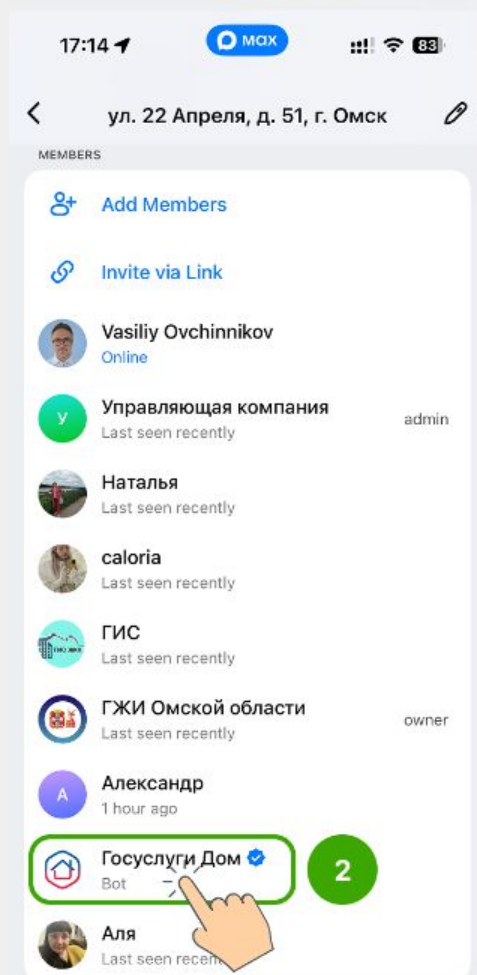 17:14
max
83
ул. 22 Апреля, д. 51, г. Омск
MEMBERS
Add Members
Invite via Link
Vasiliy Ovchinnikov
Online
У
Управляющая компания
admin
Last seen recently
Наталья
Last seen recently
caloria
Last seen recently
ГИС
Last seen recently
ГЖИ Омской области
owner
Last seen recently
А
Александр
1 hour ago
Госуслуги Дом
2
Bot
Аля
Last seen